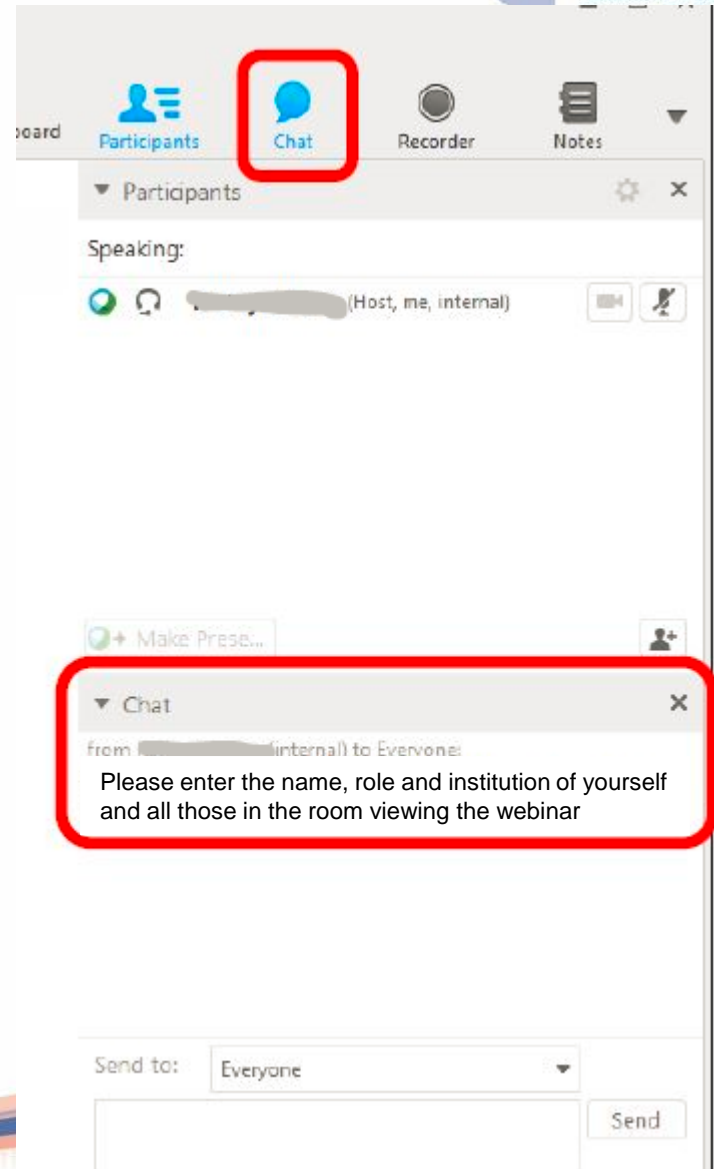 Participants Chat Recorder Notes
Participants
Speaking:
(Host, me, internal)
Make Prese...
Chat
from (internal) to Everyone:
Please enter the name, role and institution of yourself
and all those in the room viewing the webinar
Send to: Everyone
Send